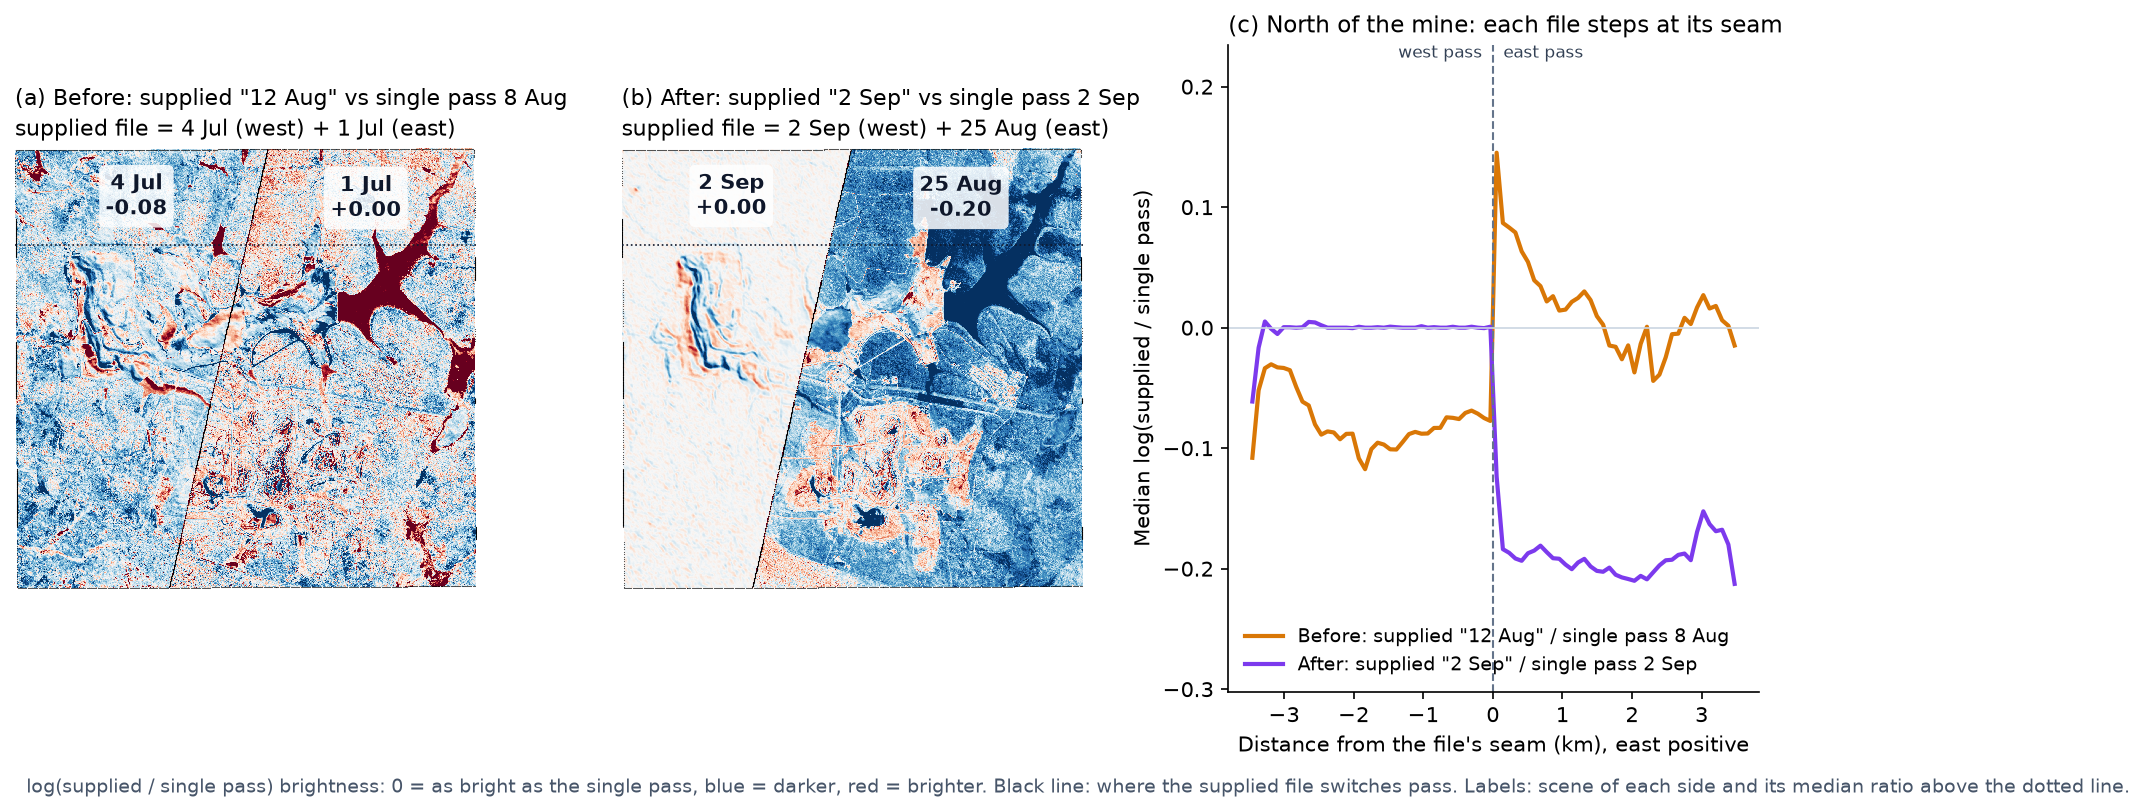 (a) Before: supplied "12 Aug" vs single pass 8 Aug
supplied file = 4 Jul (west) + 1 Jul (east)
4 Jul
-0.08
1 Jul
+0.00
(b) After: supplied "2 Sep" vs single pass 2 Sep
supplied file = 2 Sep (west) + 25 Aug (east)
2 Sep
+0.00
25 Aug
-0.20
(c) North of the mine: each file steps at its seam
west pass
east pass
Median log(supplied / single pass)
0.2
0.1
0.0
−0.1
−0.2
−0.3
−3
−2
−1
0
1
2
3
Distance from the file's seam (km), east positive
Before: supplied "12 Aug" / single pass 8 Aug
After: supplied "2 Sep" / single pass 2 Sep
log(supplied / single pass) brightness: 0 = as bright as the single pass, blue = darker, red = brighter. Black line: where the supplied file switches pass. Labels: scene of each side and its median ratio above the dotted line.